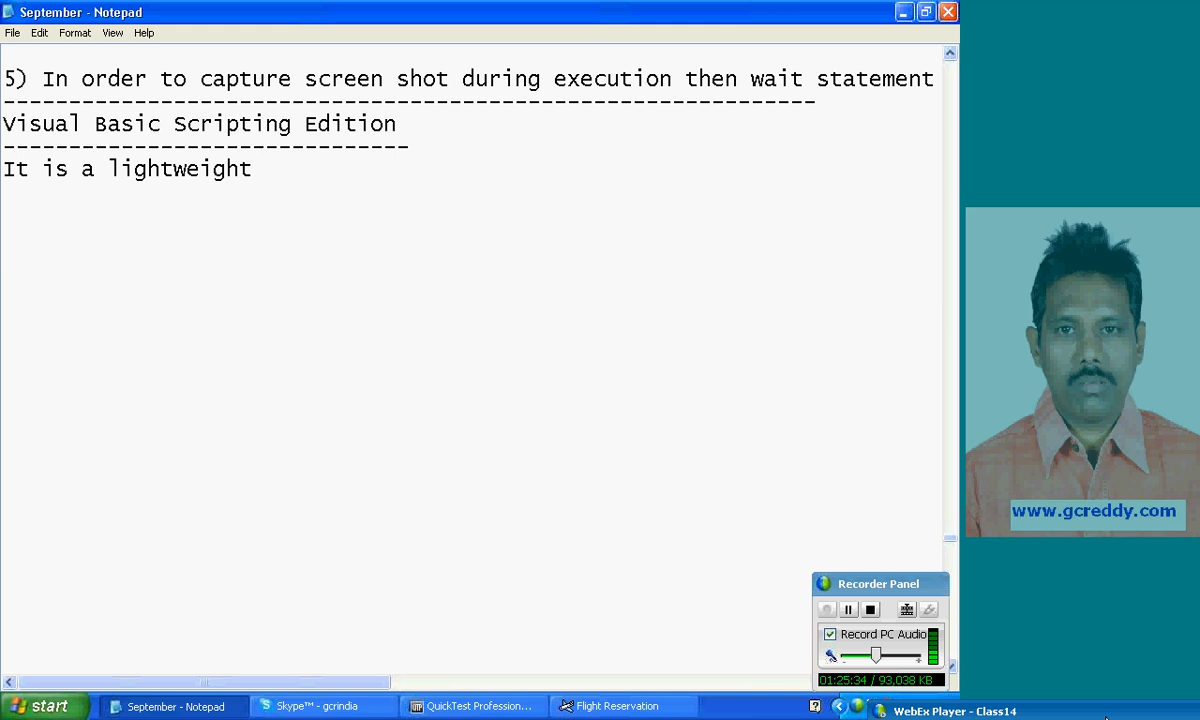 September - Notepad
File Edit Format View Help
5) In order to capture screen shot during execution then wait statement
---------------------------------------------------------------
Visual Basic Scripting Edition
-------------------------------
It is a lightweight
www.gcreddy.com
Recorder Panel
Record PC Audio
- +
01:25:34 / 93,038 KB
start September - Notepad Skype™ - gcrindia QuickTest Profession... Flight Reservation WebEx Player - Class14